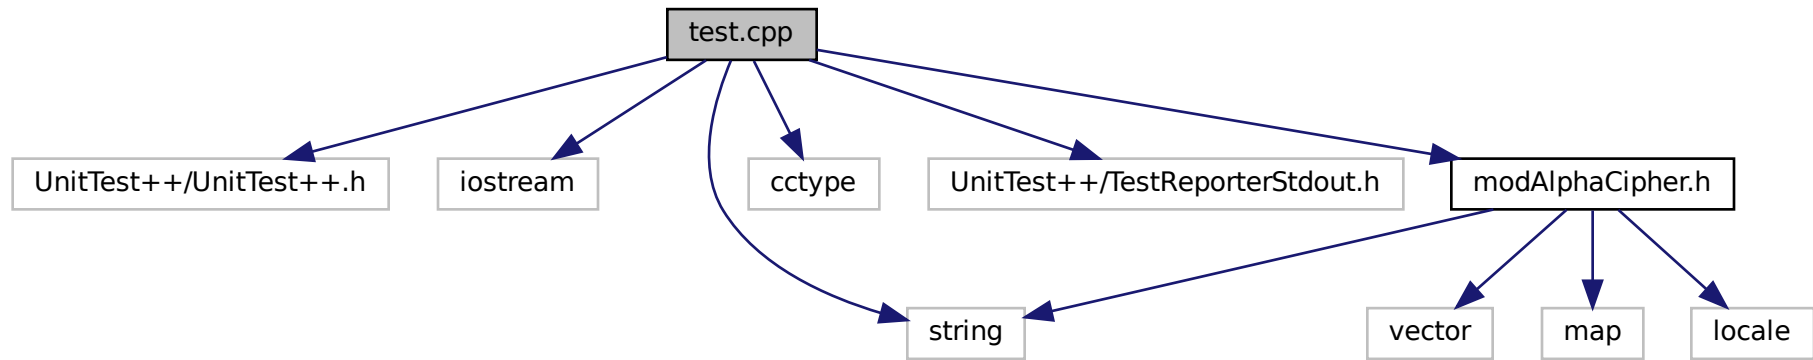 test.cpp
UnitTest++/UnitTest++.h
iostream
cctype
UnitTest++/TestReporterStdout.h
modAlphaCipher.h
string
vector
map
locale